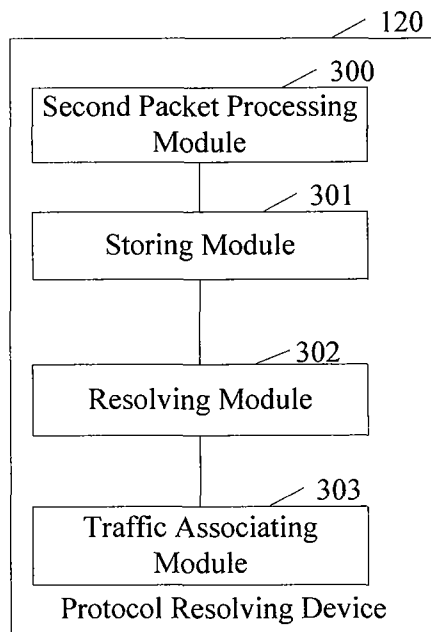 120
300
Second Packet Processing
Module
301
Storing Module
302
Resolving Module
303
Traffic Associating
Module
Protocol Resolving Device